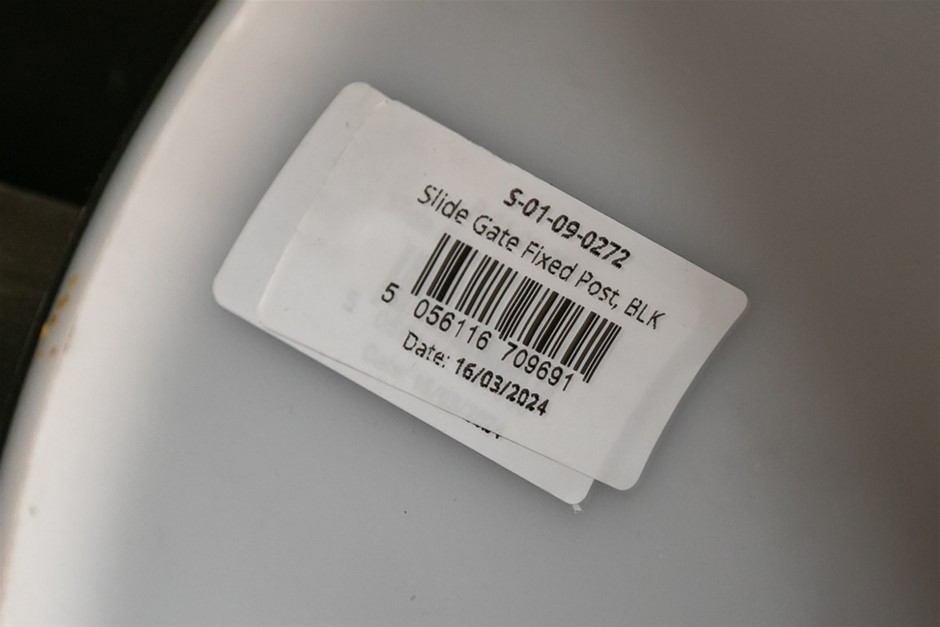 S-01-09-0272
Slide Gate Fixed Post, BLK
5 056116 709691
Date: 16/03/2024